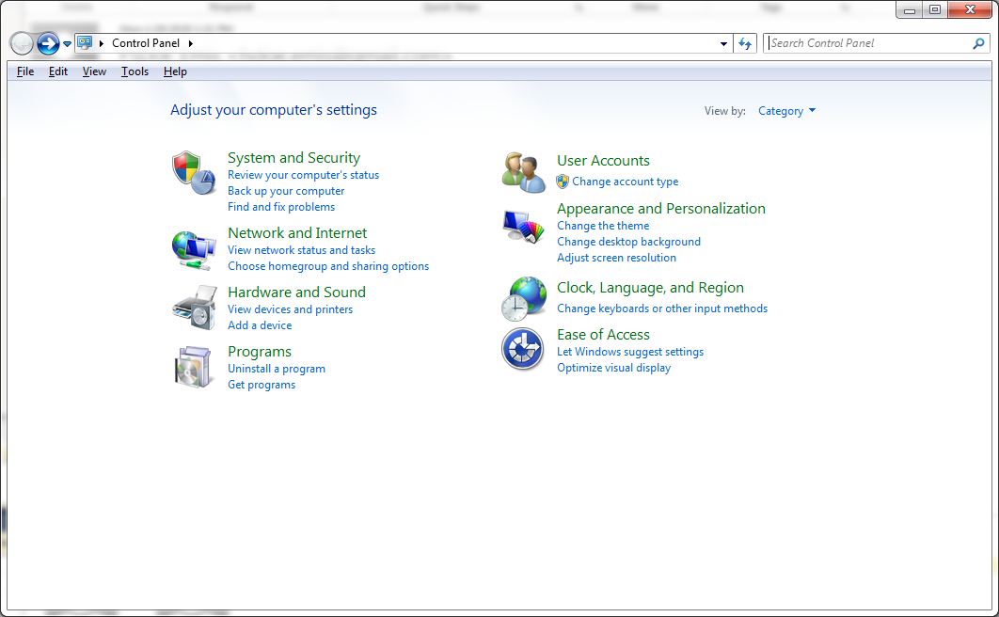 Control Panel
Search Control Panel
File Edit View Tools Help
Adjust your computer's settings
View by: Category
System and Security
Review your computer's status
Back up your computer
Find and fix problems
Network and Internet
View network status and tasks
Choose homegroup and sharing options
Hardware and Sound
View devices and printers
Add a device
Programs
Uninstall a program
Get programs
User Accounts
Change account type
Appearance and Personalization
Change the theme
Change desktop background
Adjust screen resolution
Clock, Language, and Region
Change keyboards or other input methods
Ease of Access
Let Windows suggest settings
Optimize visual display